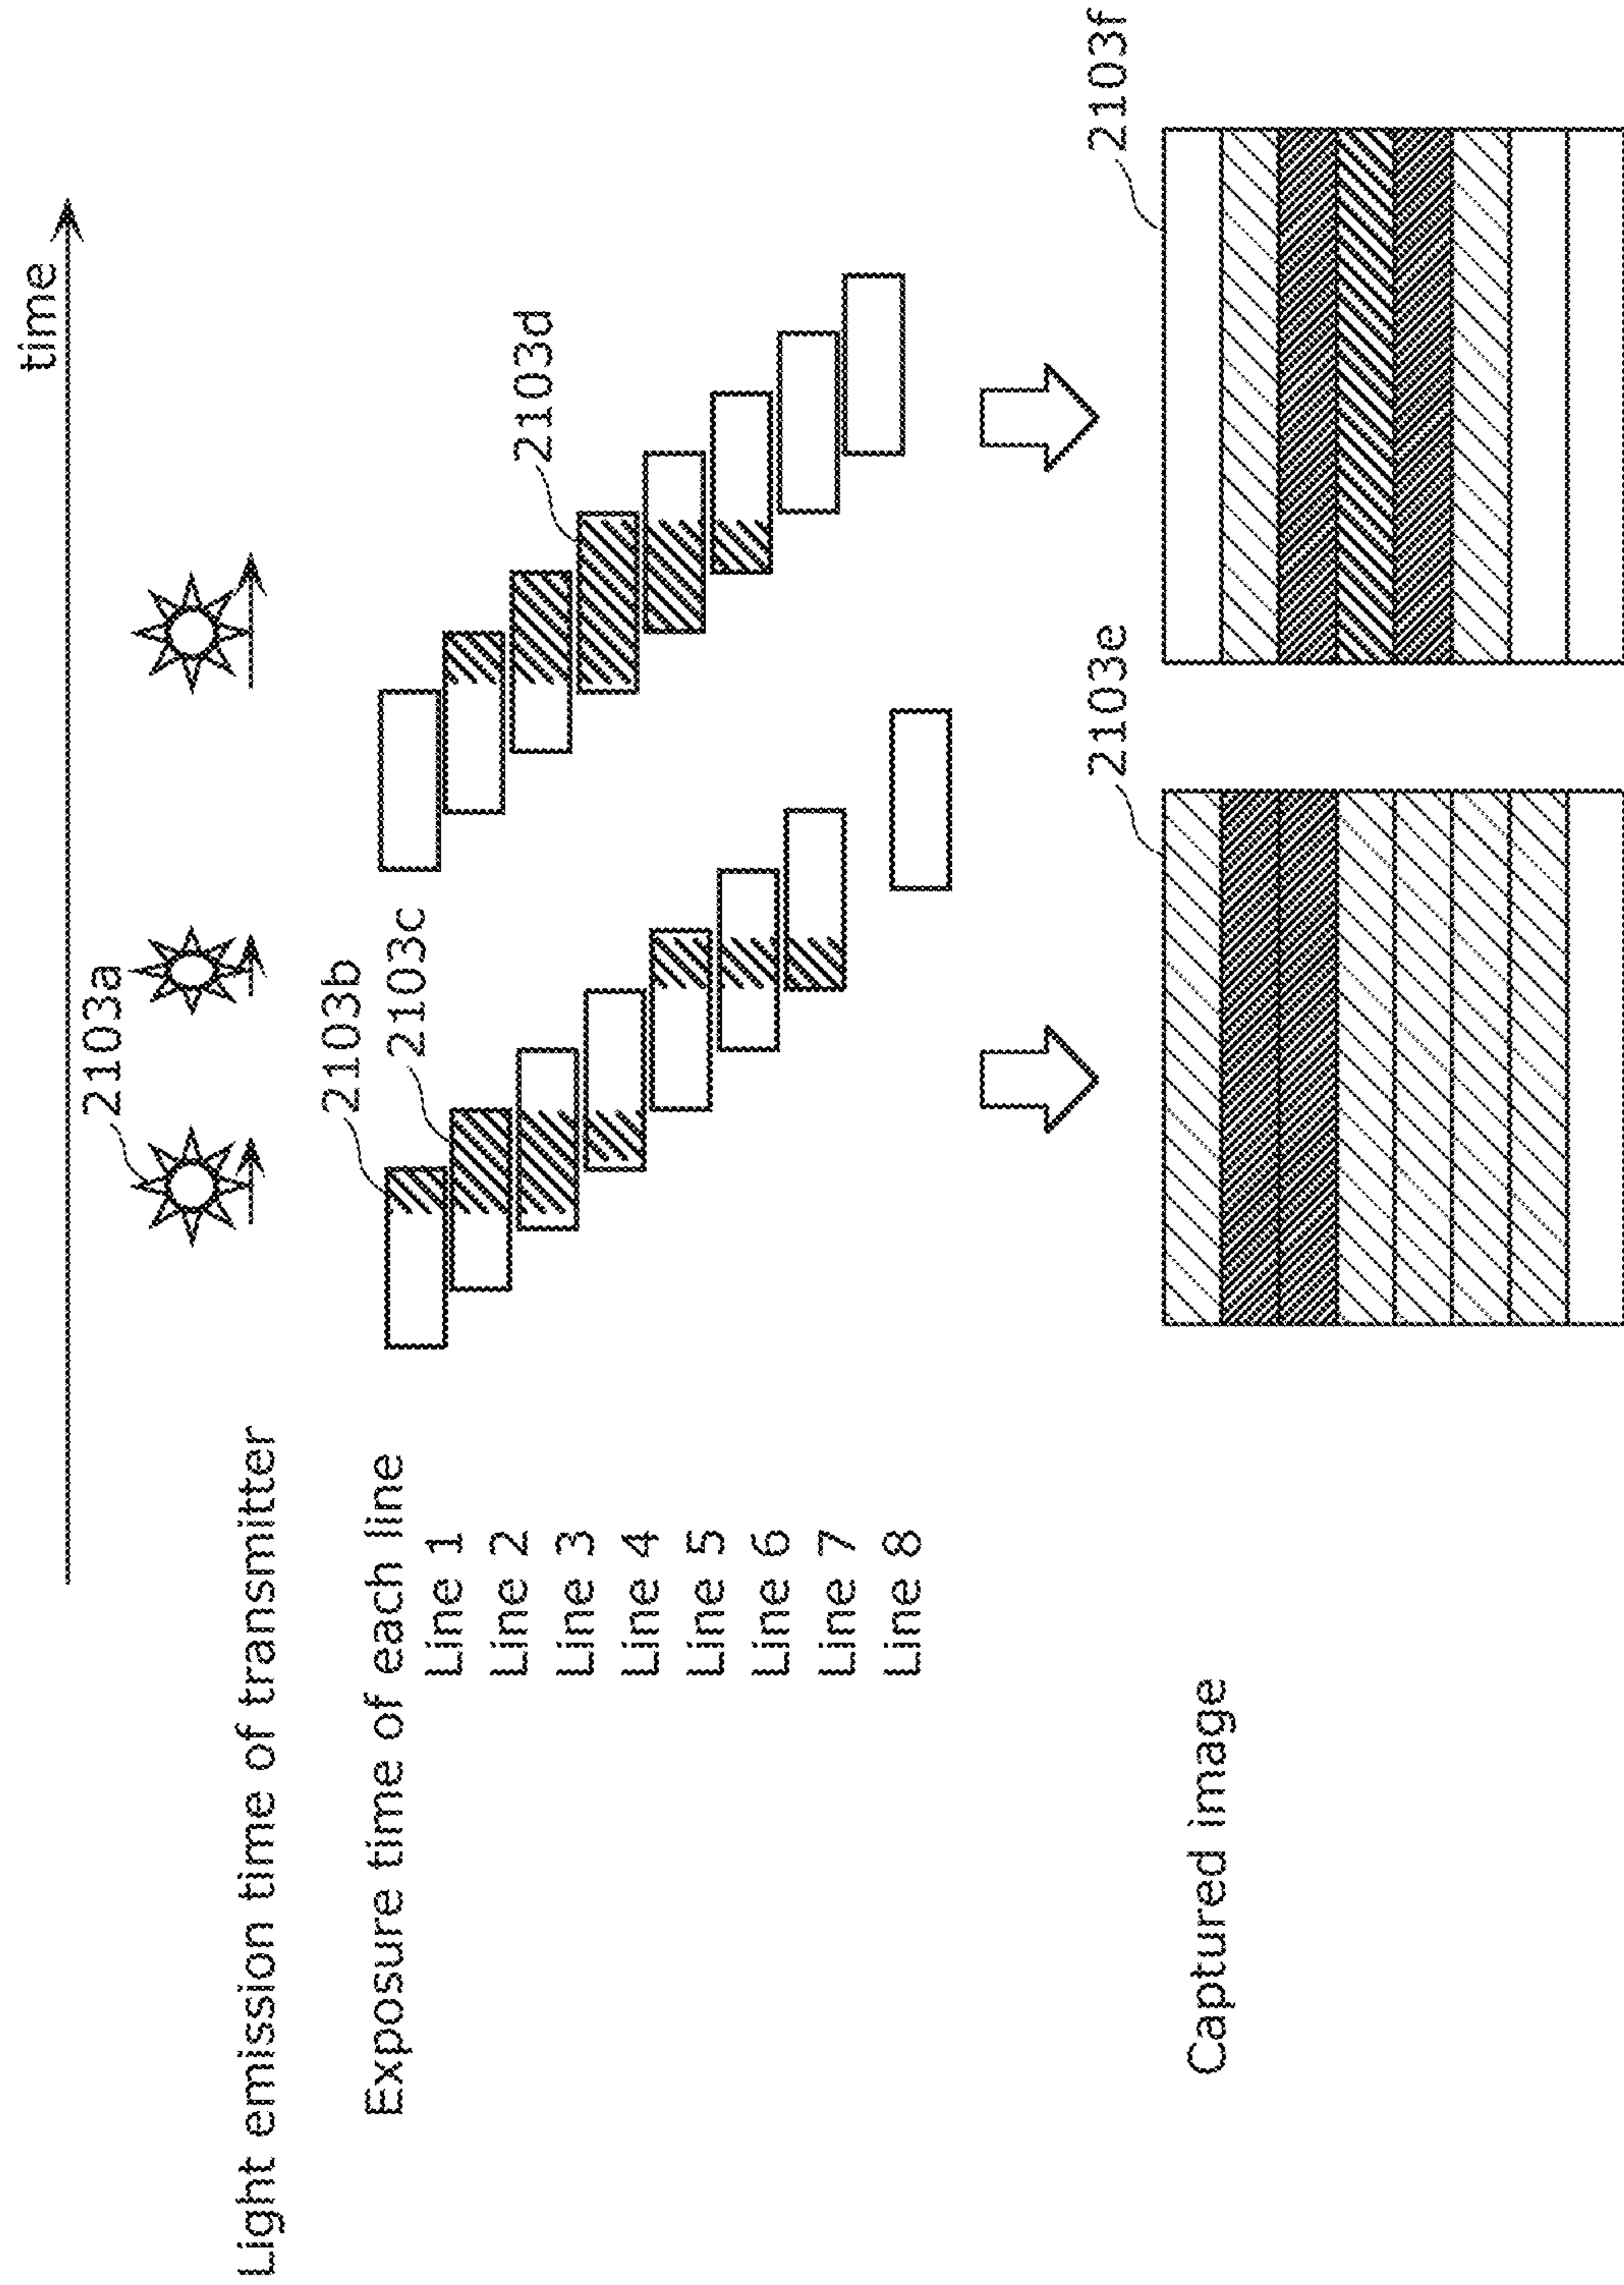 time
2103a
Light emission time of transmitter
2103b
Exposure time of each line
2103c
Line 1
Line 2
Line 3
2103d
Line 4
Line 5
Line 6
Line 7
Line 8
2103e
2103f
Captured image